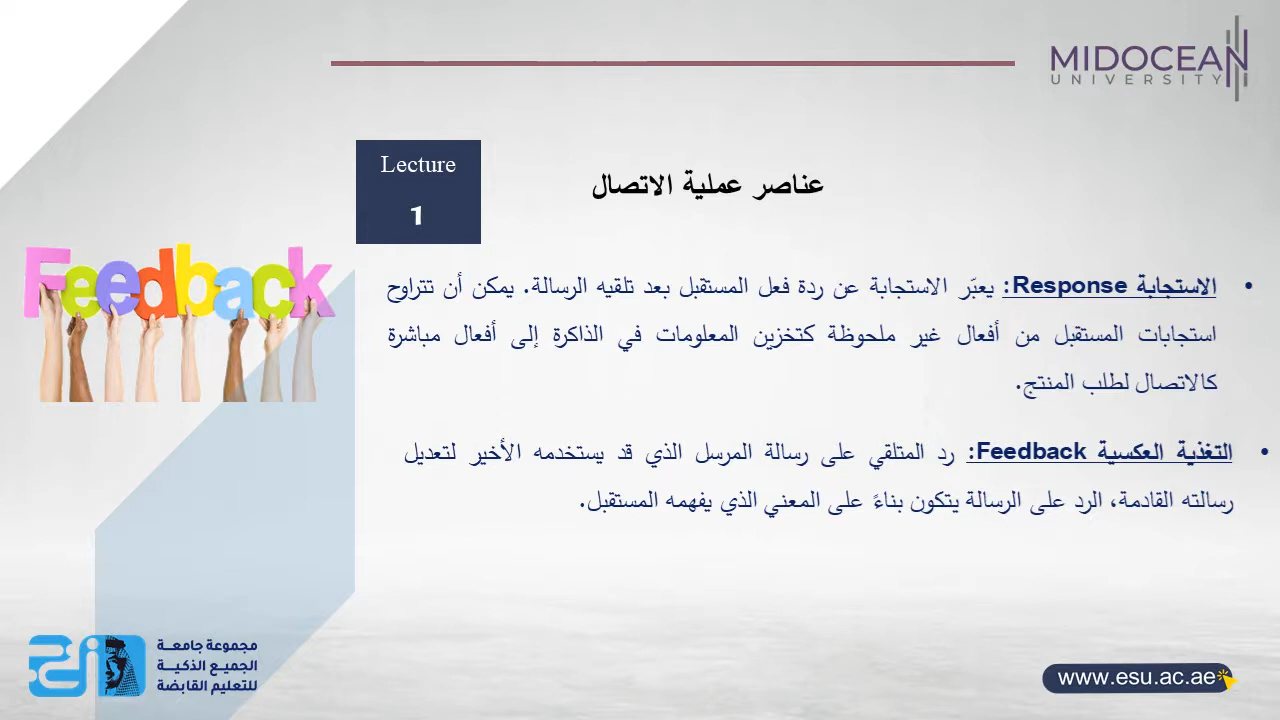 MIDOCEAN
UNIVERSITY
Lecture
1
عناصر عملية الاتصال
Feedback
• الاستجابة Response: يعبّر الاستجابة عن ردة فعل المستقبل بعد تلقيه الرسالة. يمكن أن تتراوح
استجابات المستقبل من أفعال غير ملحوظة كتخزين المعلومات في الذاكرة إلى أفعال مباشرة
كالاتصال لطلب المنتج.
• التغذية العكسية Feedback: رد المتلقي على رسالة المرسل الذي قد يستخدمه الأخير لتعديل
رسالته القادمة، الرد على الرسالة يتكون بناءً على المعني الذي يفهمه المستقبل.
مجموعة جامعة
الجميع الذكية
للتعليم القابضة
www.esu.ac.ae